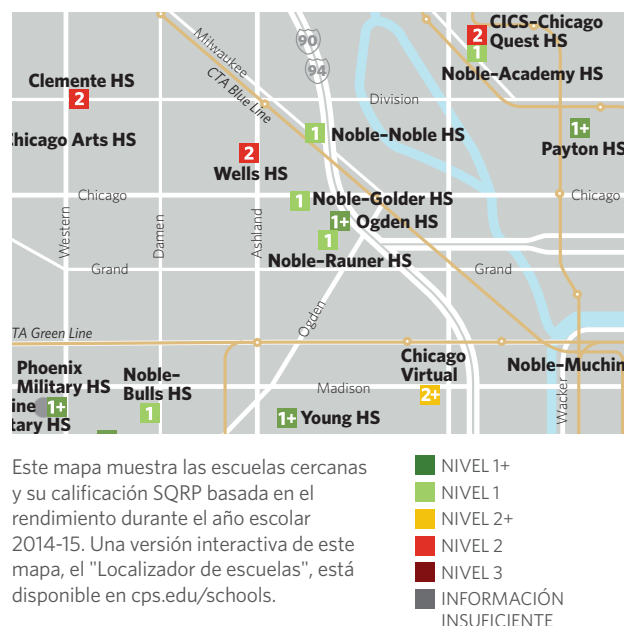 CICS–Chicago
Quest HS
2
1
Noble–Academy HS
90
94
Milwaukee
CTA Blue Line
Clemente HS
2
Division
Chicago Arts HS
1 Noble–Noble HS
1+
Payton HS
2
Wells HS
Chicago
Chicago
1 Noble–Golder HS
1+ Ogden HS
1
Noble–Rauner HS
Western
Damen
Ashland
Grand
Grand
Ogden
TA Green Line
Phoenix
Military HS
1+
ine
tary HS
Noble–
Bulls HS
1
Madison
1+ Young HS
Chicago
Virtual
2+
Noble–Muchin
Wacker
Este mapa muestra las escuelas cercanas
y su calificación SQRP basada en el
rendimiento durante el año escolar
2014-15. Una versión interactiva de este
mapa, el "Localizador de escuelas", está
disponible en cps.edu/schools.
NIVEL 1+
NIVEL 1
NIVEL 2+
NIVEL 2
NIVEL 3
INFORMACIÓN
INSUFICIENTE